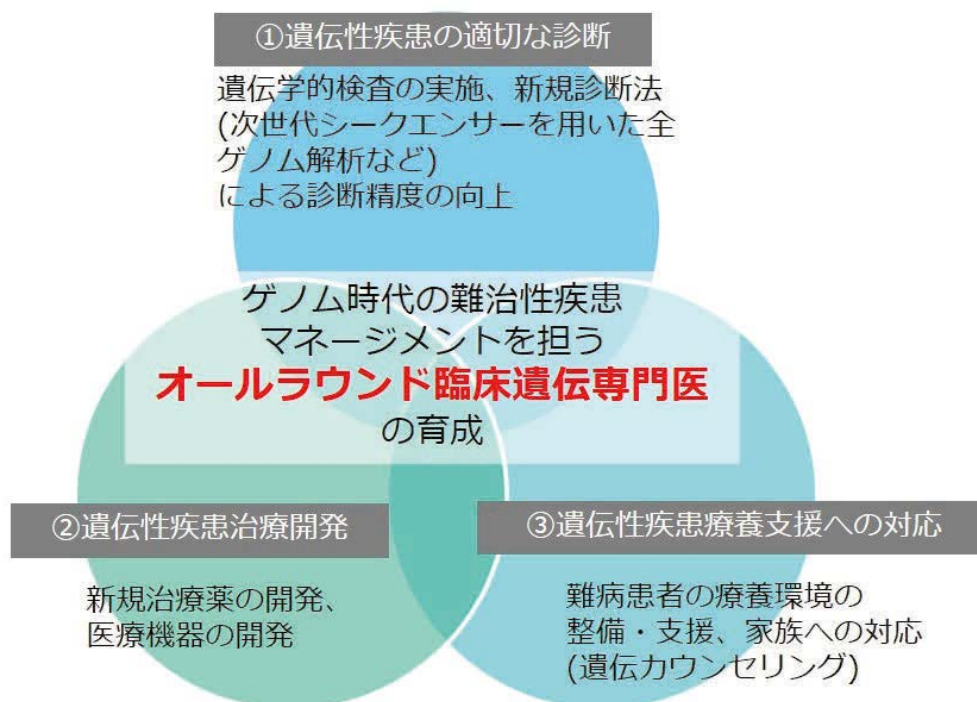 ①遺伝性疾患の適切な診断
遺伝学的検査の実施、新規診断法
(次世代シークエンサーを用いた全
ゲノム解析など)
による診断精度の向上
ゲノム時代の難治性疾患
マネージメントを担う
オールラウンド臨床遺伝専門医
の育成
②遺伝性疾患治療開発
新規治療薬の開発、
医療機器の開発
③遺伝性疾患療養支援への対応
難病患者の療養環境の
整備・支援、家族への対応
(遺伝カウンセリング)